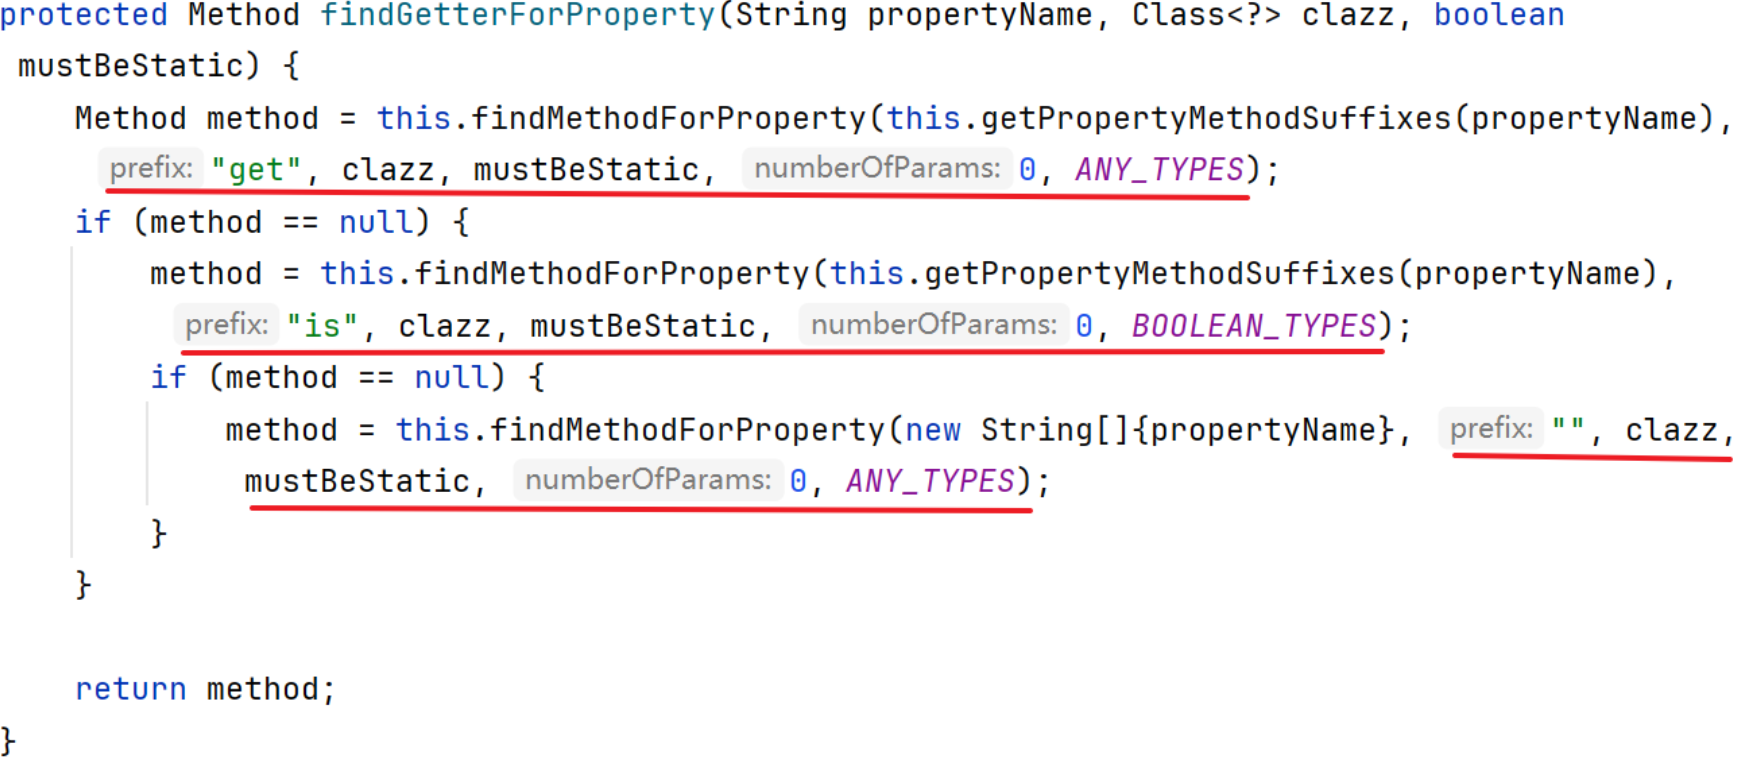 protected Method findGetterForProperty(String propertyName, Class<?> clazz, boolean
mustBeStatic) {
Method method = this.findMethodForProperty(this.getPropertyMethodSuffixes(propertyName),
prefix: "get", clazz, mustBeStatic, numberOfParams: 0, ANY_TYPES);
if (method == null) {
method = this.findMethodForProperty(this.getPropertyMethodSuffixes(propertyName),
prefix: "is", clazz, mustBeStatic, numberOfParams: 0, BOOLEAN_TYPES);
if (method == null) {
method = this.findMethodForProperty(new String[]{propertyName}, prefix: "", clazz,
mustBeStatic, numberOfParams: 0, ANY_TYPES);
}
}
return method;
}